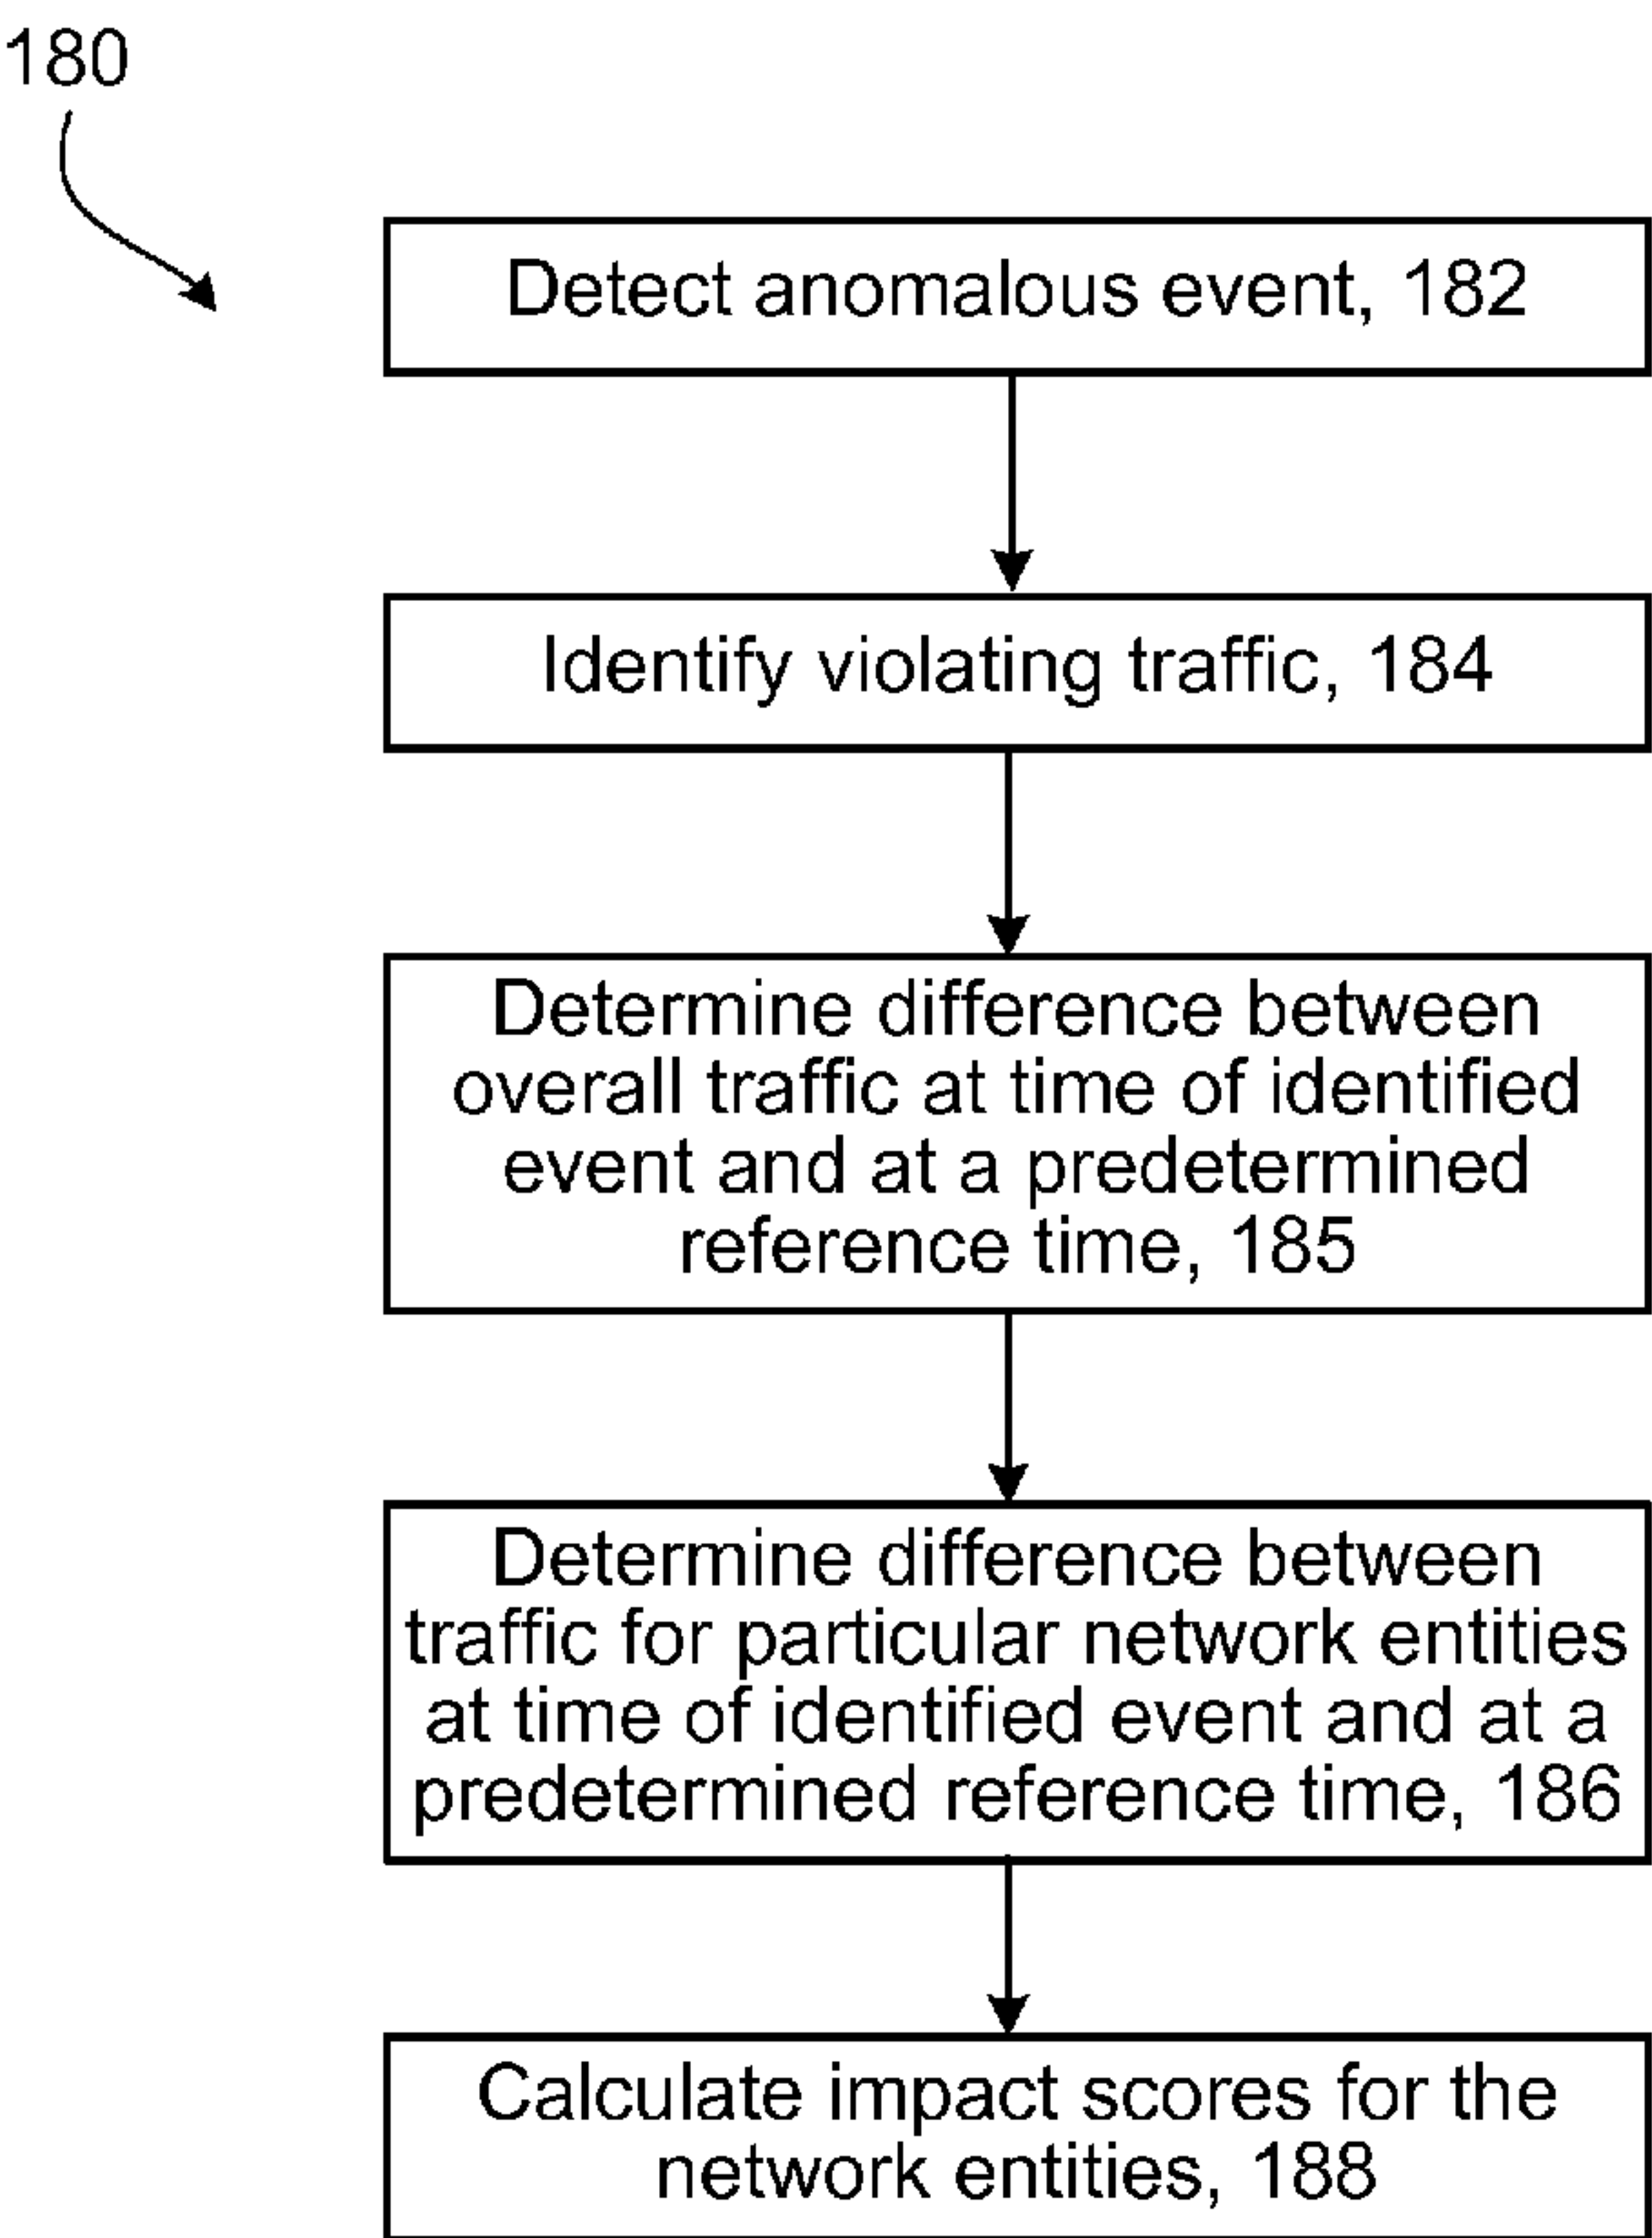 180
Detect anomalous event, 182
Identify violating traffic, 184
Determine difference between
overall traffic at time of identified
event and at a predetermined
reference time, 185
Determine difference between
traffic for particular network entities
at time of identified event and at a
predetermined reference time, 186
Calculate impact scores for the
network entities, 188